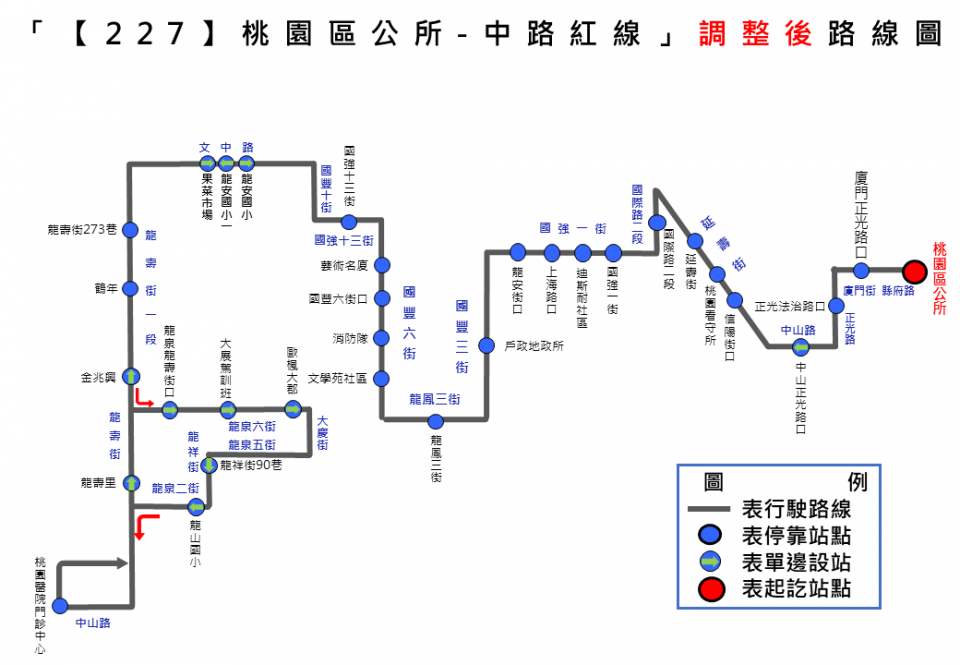 「【227】桃園區公所-中路紅線」調整後路線圖
文中路
果菜市場
龍安國小一
龍安國小
國豐十街
國強十三街
國強十三街
龍壽街273巷
龍壽街一段
鶴年
藝術名廈
國豐六街口
國豐六街
消防隊
文學苑社區
金兆興
龍泉龍壽街口
大展駕訓班
歐楓大郡
龍壽街
龍泉六街
龍泉五街
大慶街
龍祥街
龍祥街90巷
龍壽里
龍泉二街
龍山國小
桃園醫院門診中心
中山路
龍鳳三街
龍鳳三街
國豐三街
戶政地政所
國強一街
龍安街口
上海路口
迪斯耐社區
國強一街
國際路二段
國際路二段
延壽街
延壽街
桃園看守所
信陽街口
中山路
中山正光路口
正光法治路口
正光路
廈門正光路口
廈門街 縣府路
桃園區公所
圖例
表行駛路線
表停靠站點
表單邊設站
表起訖站點